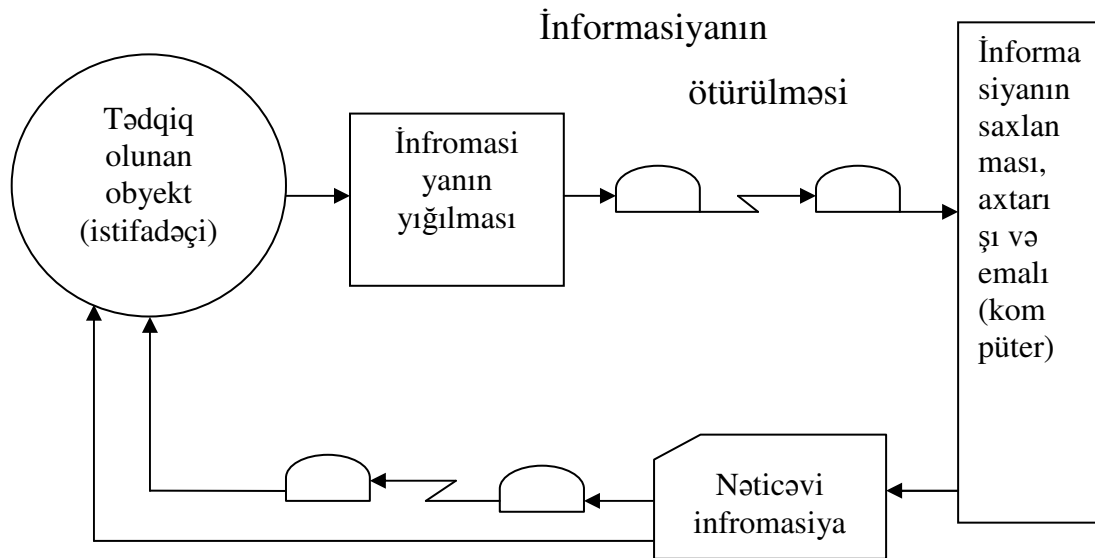 İnformasiyanın
ötürülməsi
Tədqiq
olunan
obyekt
(istifadəçi)
İnfromasi
yanın
yığılması
İnforma
siyanın
saxlan
ması,
axtarı
şı və
emalı
(kom
püter)
Nəticəvi
infromasiya